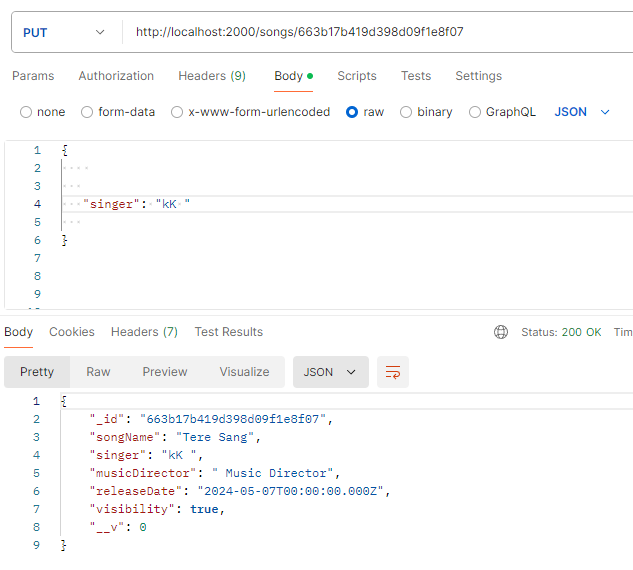 PUT http://localhost:2000/songs/663b17b419d398d09f1e8f07
Params Authorization Headers (9) Body Scripts Tests Settings
none form-data x-www-form-urlencoded raw binary GraphQL JSON
1 {
2
3
4 "singer": "kK "
5
6 }
7
8
9
Body Cookies Headers (7) Test Results Status: 200 OK Tim
Pretty Raw Preview Visualize JSON
1 {
2 "_id": "663b17b419d398d09f1e8f07",
3 "songName": "Tere Sang",
4 "singer": "kK ",
5 "musicDirector": " Music Director",
6 "releaseDate": "2024-05-07T00:00:00.000Z",
7 "visibility": true,
8 "__v": 0
9 }